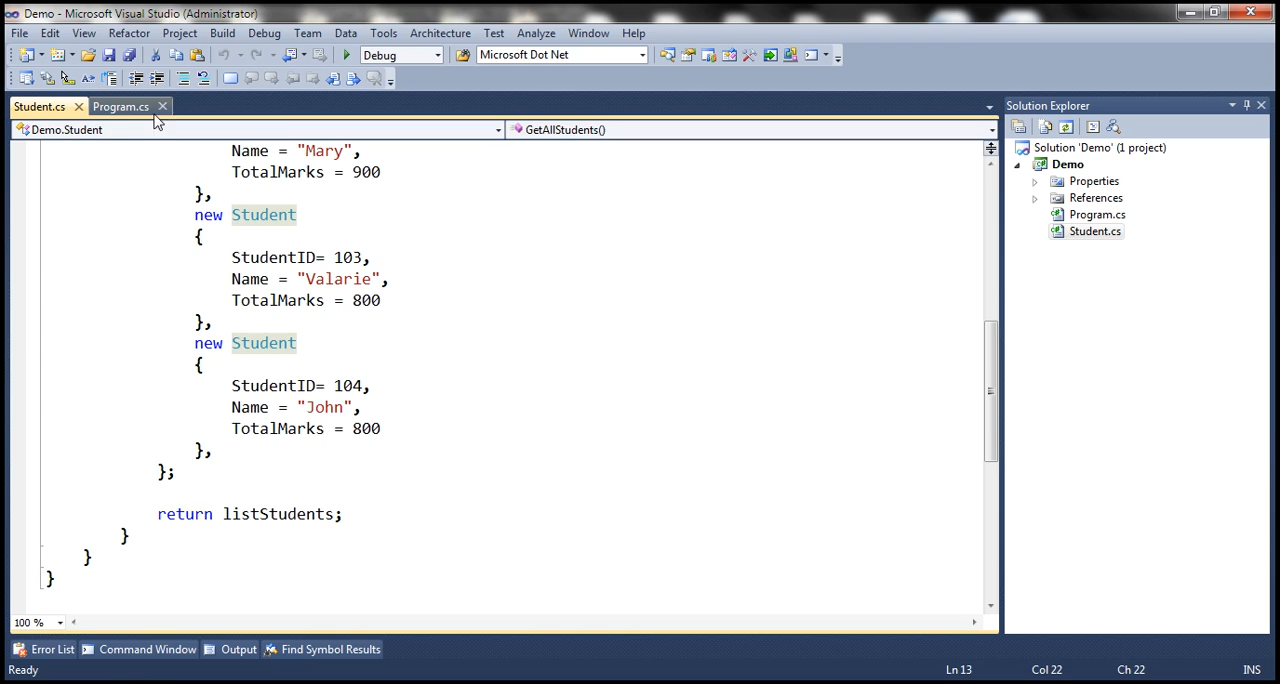 Demo - Microsoft Visual Studio (Administrator)
File Edit View Refactor Project Build Debug Team Data Tools Architecture Test Analyze Window Help
Debug Microsoft Dot Net
Student.cs Program.cs
Demo.Student GetAllStudents()
Name = "Mary",
TotalMarks = 900
},
new Student
{
StudentID= 103,
Name = "Valarie",
TotalMarks = 800
},
new Student
{
StudentID= 104,
Name = "John",
TotalMarks = 800
},
};
return listStudents;
}
}
}
100 %
Solution Explorer
Solution 'Demo' (1 project)
Demo
Properties
References
Program.cs
Student.cs
Error List Command Window Output Find Symbol Results
Ready Ln 13 Col 22 Ch 22 INS